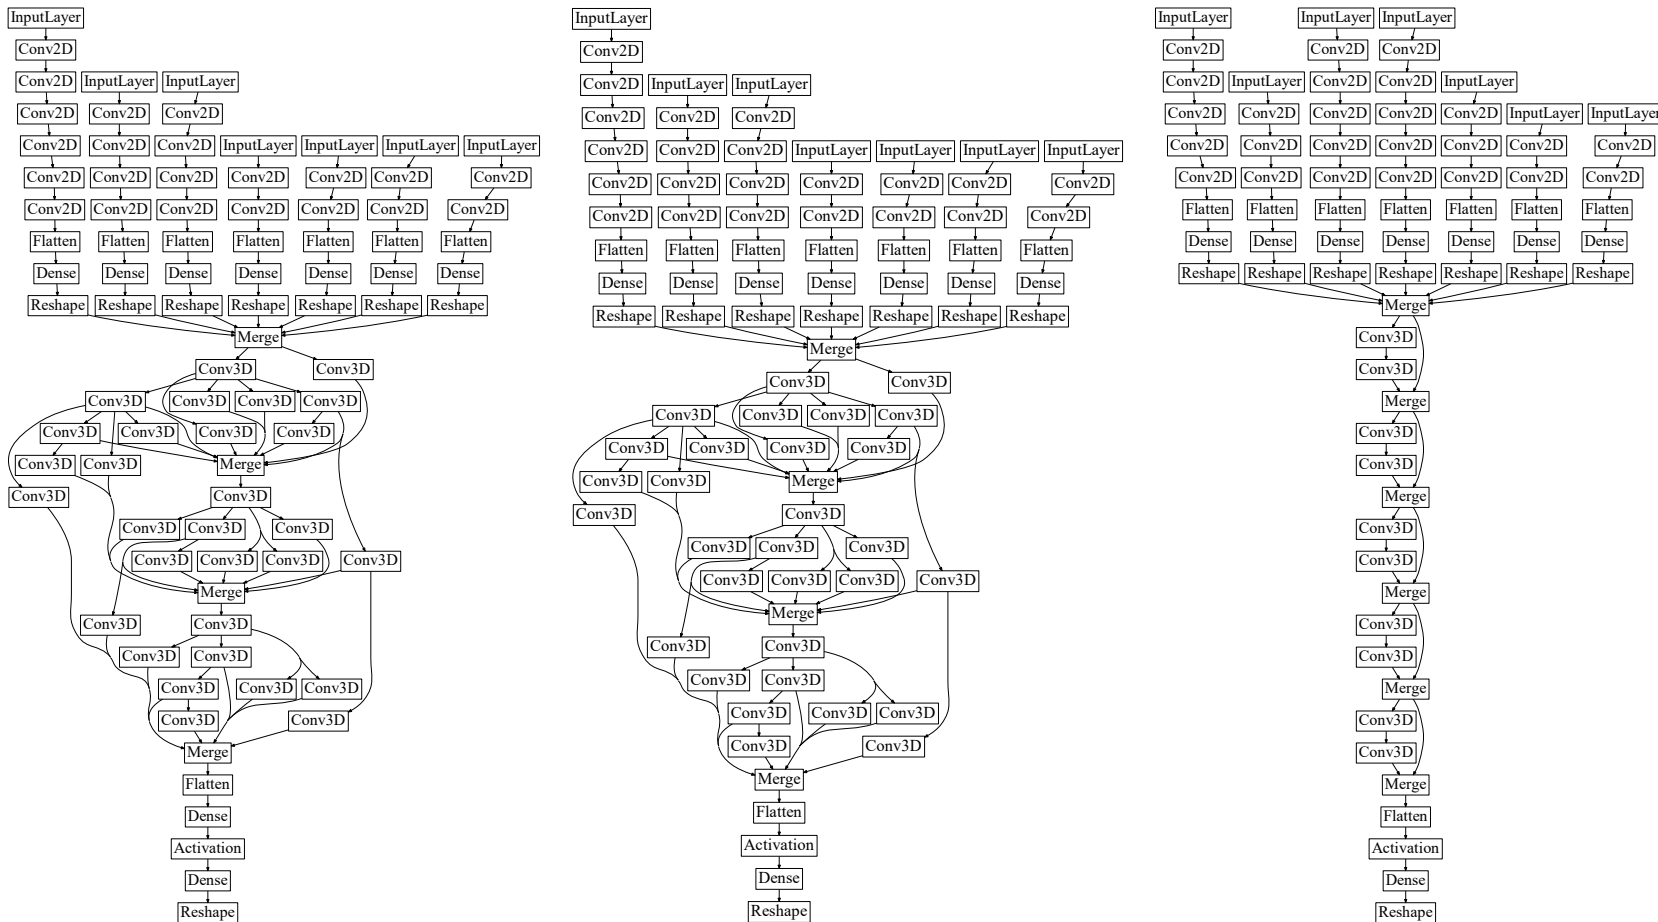 InputLayer
Conv2D
Conv2D InputLayer InputLayer
Conv2D Conv2D Conv2D
Conv2D Conv2D Conv2D InputLayer InputLayer InputLayer InputLayer
Conv2D Conv2D Conv2D Conv2D Conv2D Conv2D Conv2D
Conv2D Conv2D Conv2D Conv2D Conv2D Conv2D Conv2D
Flatten Flatten Flatten Flatten Flatten Flatten Flatten
Dense Dense Dense Dense Dense Dense Dense
Reshape Reshape Reshape Reshape Reshape Reshape Reshape
Merge
Conv3D Conv3D
Conv3D Conv3D Conv3D Conv3D
Conv3D Conv3D Conv3D Conv3D
Conv3D Conv3D Merge
Conv3D Conv3D
Conv3D Conv3D Conv3D
Conv3D Conv3D Conv3D Conv3D
Merge
Conv3D Conv3D
Conv3D Conv3D
Conv3D Conv3D Conv3D
Conv3D Conv3D
Merge
Flatten
Dense
Activation
Dense
Reshape
InputLayer
Conv2D
Conv2D InputLayer InputLayer
Conv2D Conv2D Conv2D
Conv2D Conv2D Conv2D InputLayer InputLayer InputLayer InputLayer
Conv2D Conv2D Conv2D Conv2D Conv2D Conv2D Conv2D
Conv2D Conv2D Conv2D Conv2D Conv2D Conv2D Conv2D
Flatten Flatten Flatten Flatten Flatten Flatten Flatten
Dense Dense Dense Dense Dense Dense Dense
Reshape Reshape Reshape Reshape Reshape Reshape Reshape
Merge
Conv3D Conv3D
Conv3D Conv3D Conv3D Conv3D
Conv3D Conv3D Conv3D Conv3D
Conv3D Conv3D Merge
Conv3D Conv3D
Conv3D Conv3D Conv3D
Conv3D Conv3D Conv3D Conv3D
Merge
Conv3D Conv3D
Conv3D Conv3D
Conv3D Conv3D Conv3D
Conv3D Conv3D
Merge
Flatten
Activation
Dense
Reshape
InputLayer InputLayer InputLayer
Conv2D Conv2D Conv2D
Conv2D InputLayer Conv2D Conv2D InputLayer
Conv2D Conv2D Conv2D Conv2D Conv2D InputLayer InputLayer
Conv2D Conv2D Conv2D Conv2D Conv2D Conv2D Conv2D
Conv2D Conv2D Conv2D Conv2D Conv2D Conv2D Conv2D
Flatten Flatten Flatten Flatten Flatten Flatten Flatten
Dense Dense Dense Dense Dense Dense Dense
Reshape Reshape Reshape Reshape Reshape Reshape Reshape
Merge
Conv3D
Conv3D
Merge
Conv3D
Conv3D
Merge
Conv3D
Conv3D
Merge
Conv3D
Conv3D
Merge
Conv3D
Conv3D
Merge
Flatten
Activation
Dense
Reshape